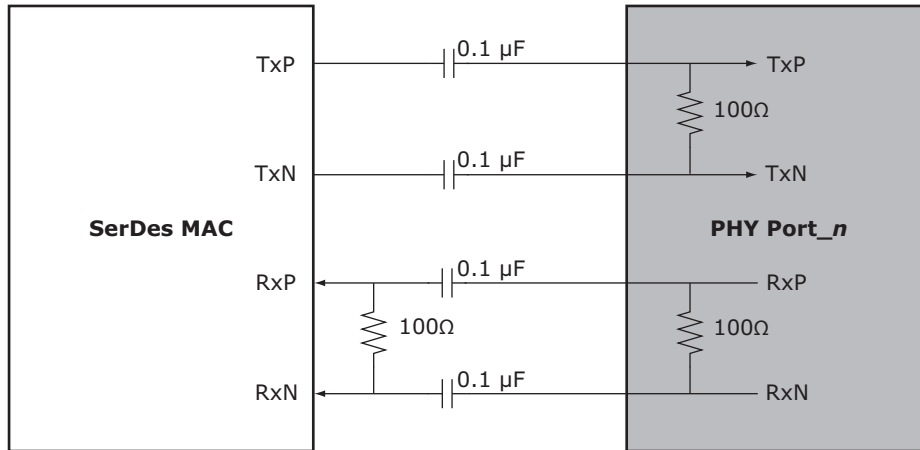 0.1 µF
TxP TxP
100Ω
0.1 µF
TxN TxN
SerDes MAC PHY Port_n
0.1 µF
RxP RxP
100Ω 100Ω
0.1 µF
RxN RxN